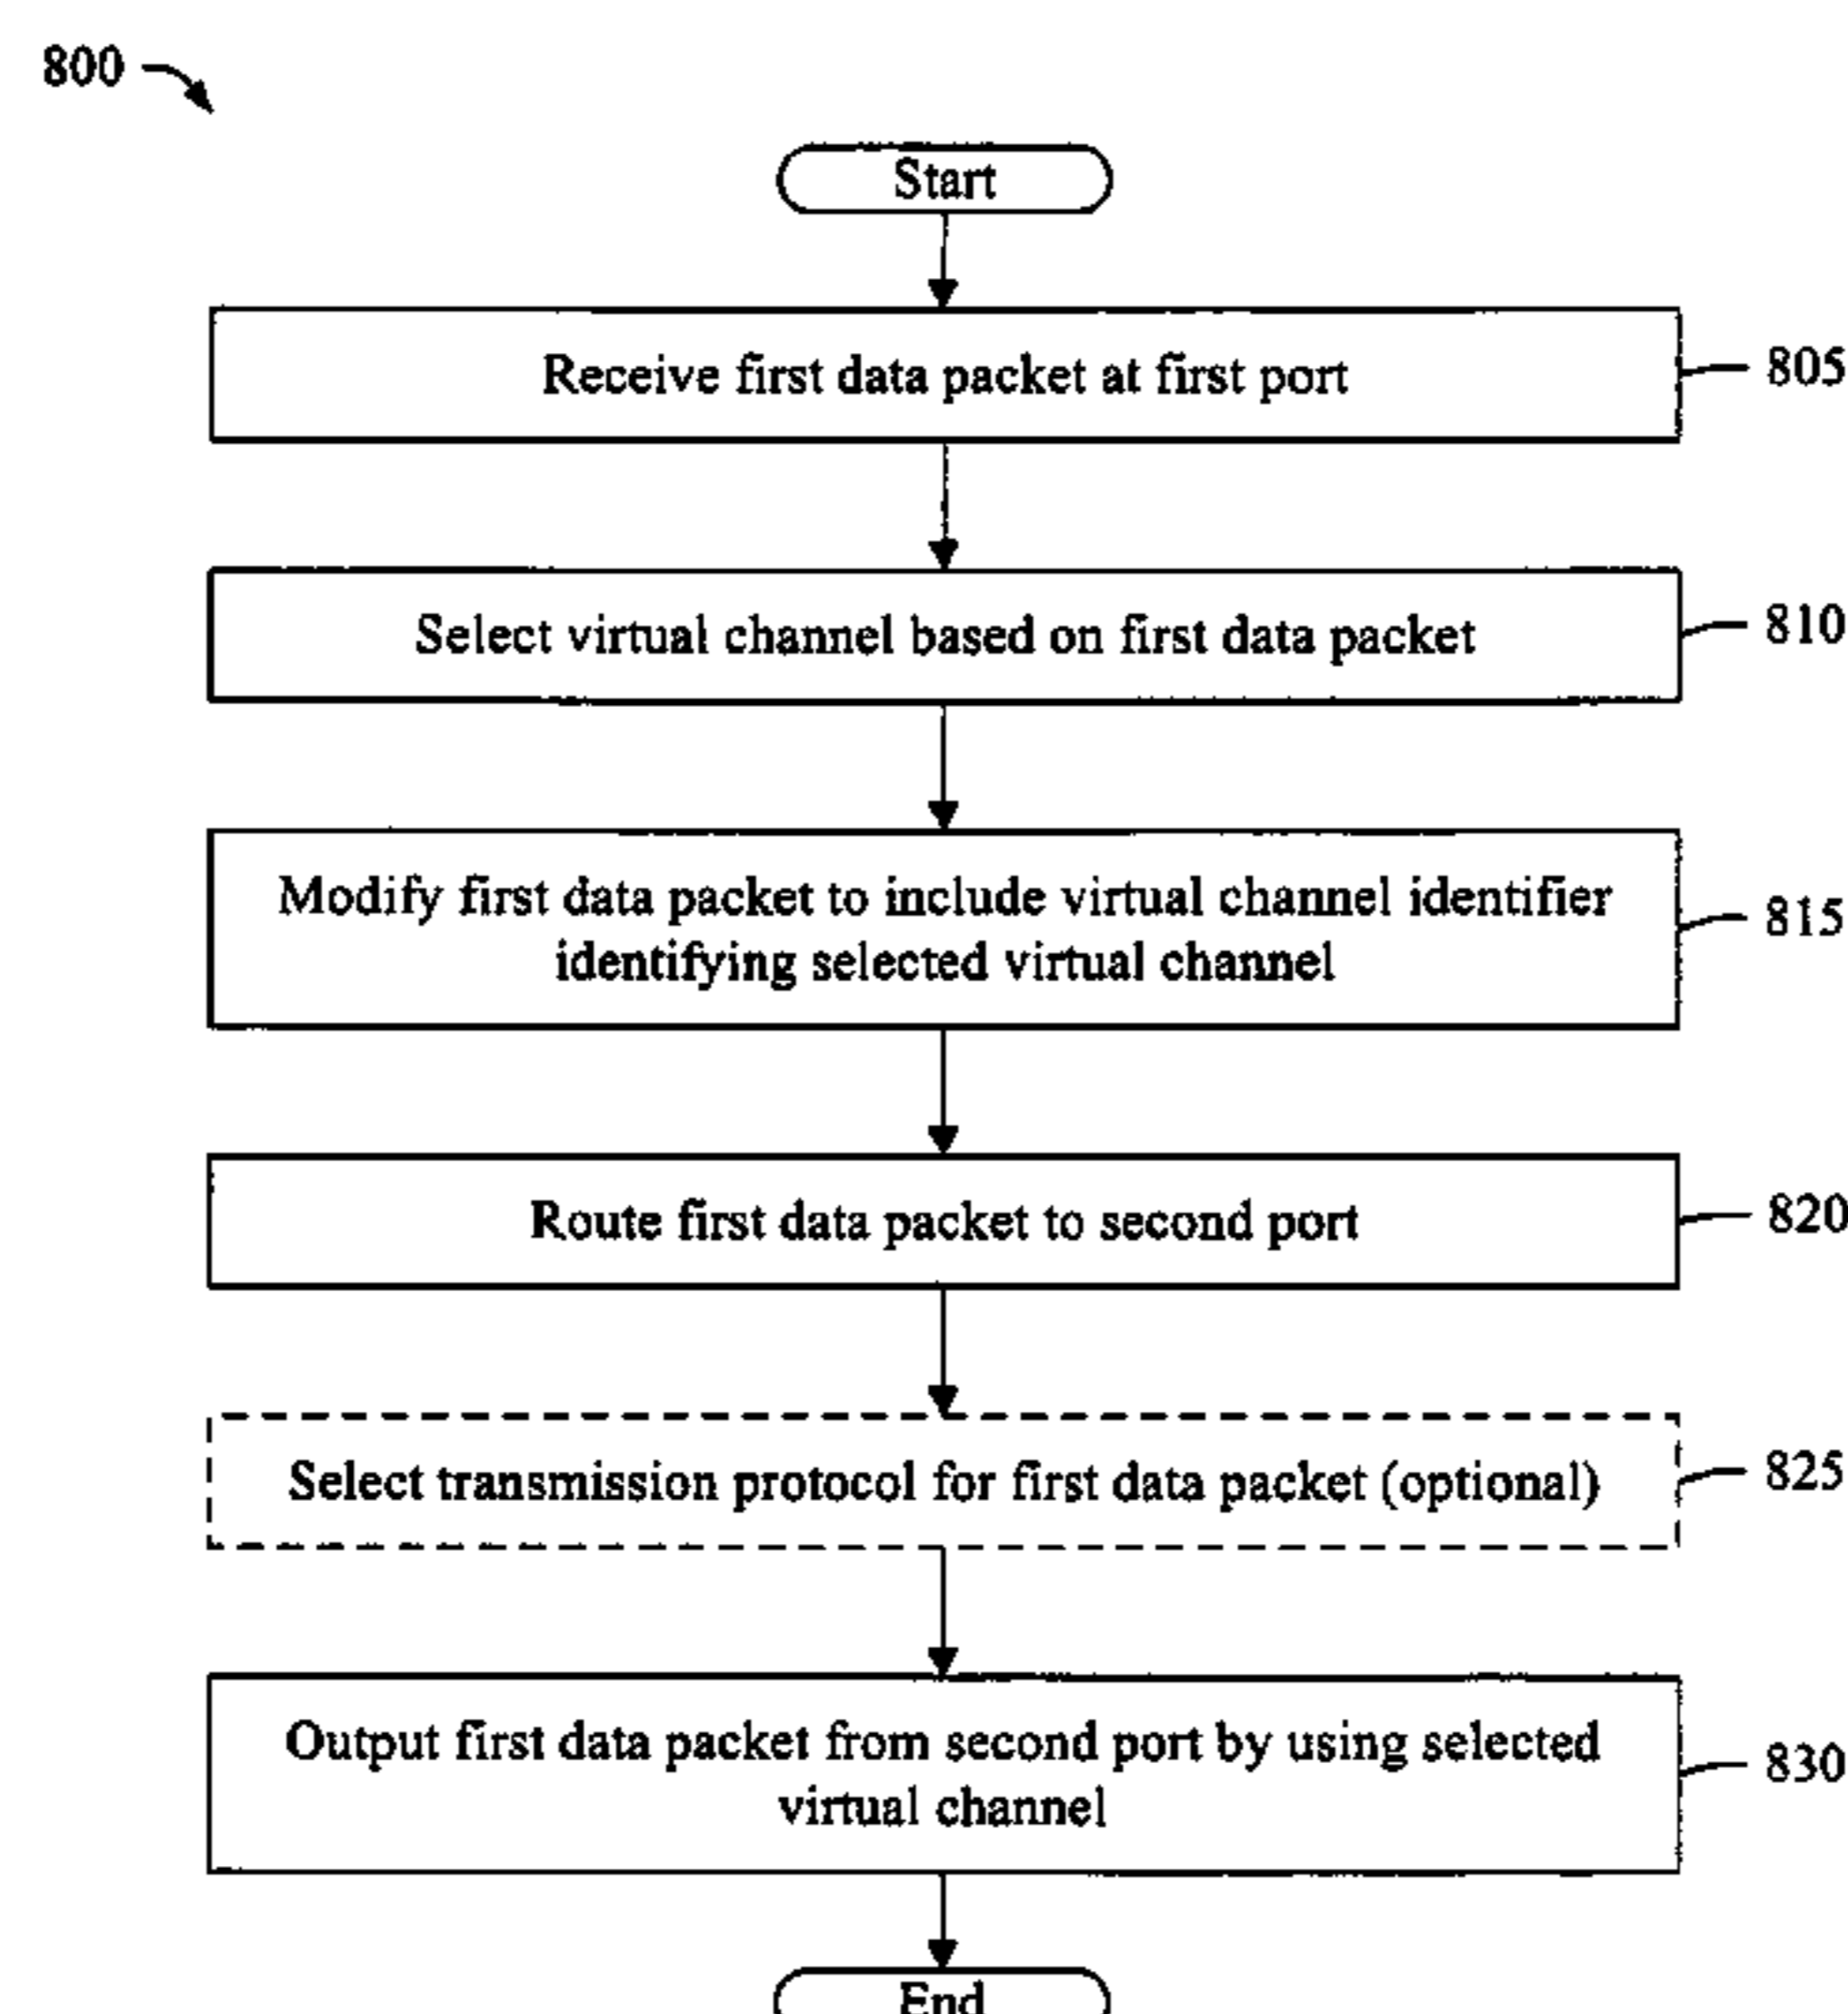 800
Start
Receive first data packet at first port
805
Select virtual channel based on first data packet
810
Modify first data packet to include virtual channel identifier
identifying selected virtual channel
815
Route first data packet to second port
820
Select transmission protocol for first data packet (optional)
825
Output first data packet from second port by using selected
virtual channel
830
End